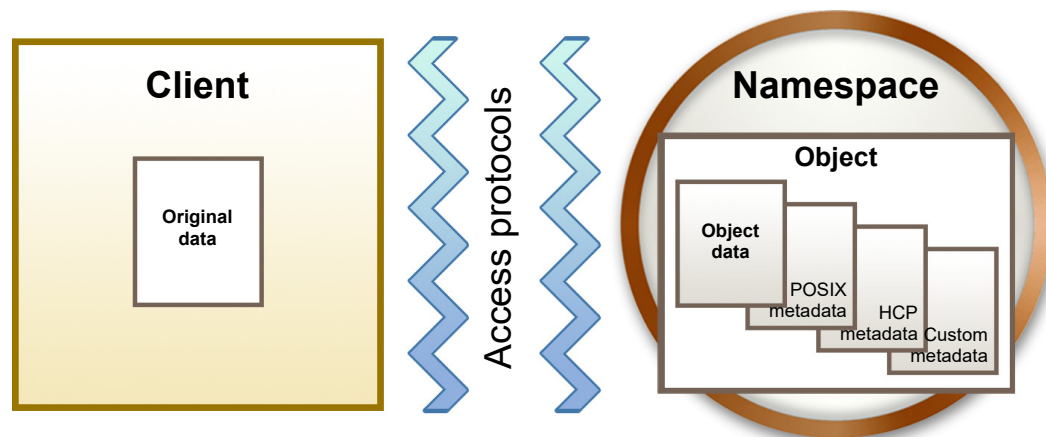 Client
Original
data
Access protocols
Namespace
Object
Object
data
POSIX
metadata
HCP
metadata
Custom
metadata